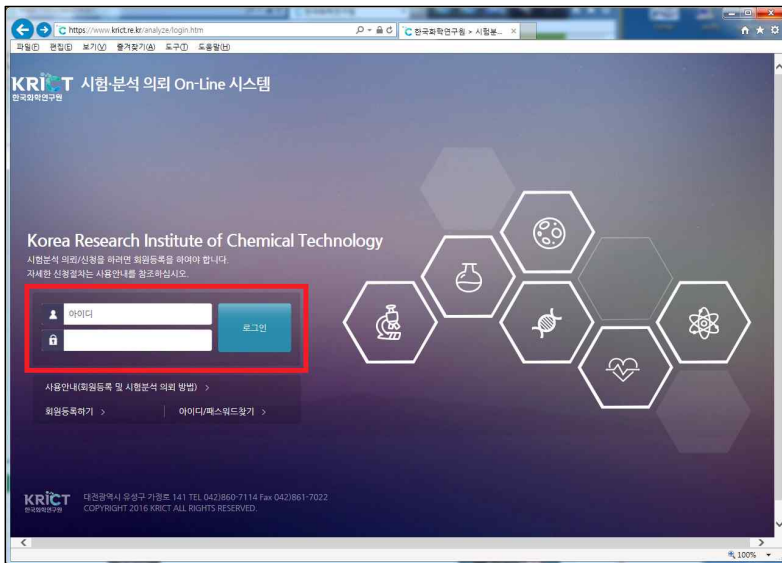 https://www.krict.re.kr/analyze/login.htm
한국화학연구원 » 시험분...
파일(F) 편집(E) 보기(V) 즐겨찾기(A) 도구(T) 도움말(H)
KRICT 시험·분석 의뢰 On-Line 시스템
한국화학연구원
Korea Research Institute of Chemical Technology
시험분석 의뢰/신청을 하려면 회원등록을 하여야 합니다.
자세한 신청절차는 사용안내를 참조하십시오.
아이디
로그인
사용안내(회원등록 및 시험분석 의뢰 방법) >
회원등록하기 > 아이디/패스워드찾기 >
KRICT 대전광역시 유성구 가정로 141 TEL 042)860-7114 Fax 042)861-7022
한국화학연구원 COPYRIGHT 2016 KRICT ALL RIGHTS RESERVED.
100%